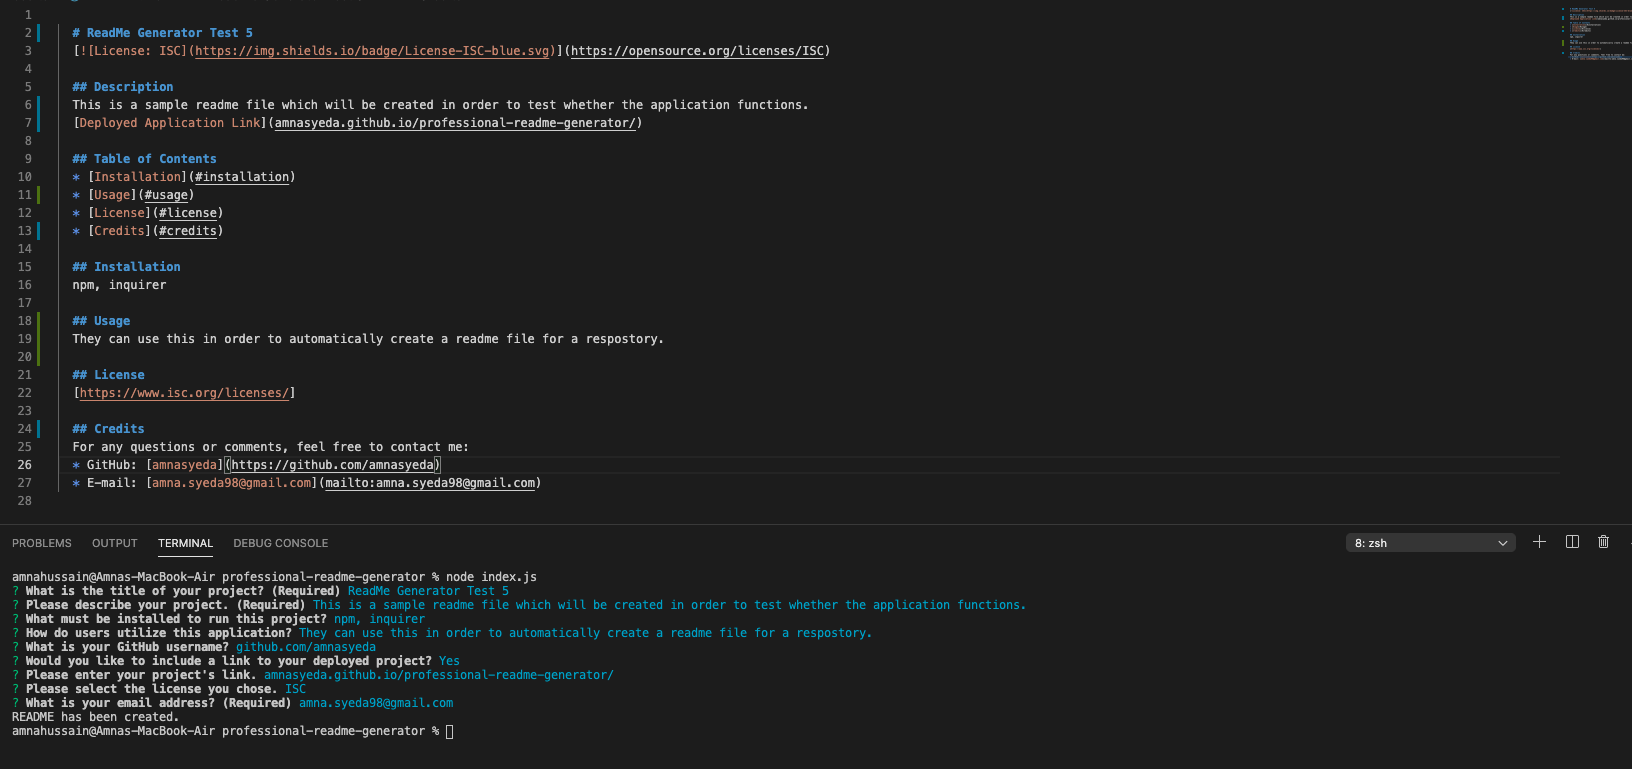 1
2 # ReadMe Generator Test 5
3 [![License: ISC](https://img.shields.io/badge/License-ISC-blue.svg)](https://opensource.org/licenses/ISC)
4
5 ## Description
6 This is a sample readme file which will be created in order to test whether the application functions.
7 [Deployed Application Link](amnasyeda.github.io/professional-readme-generator/)
8
9 ## Table of Contents
10 * [Installation](#installation)
11 * [Usage](#usage)
12 * [License](#license)
13 * [Credits](#credits)
14
15 ## Installation
16 npm, inquirer
17
18 ## Usage
19 They can use this in order to automatically create a readme file for a respostory.
20
21 ## License
22 [https://www.isc.org/licenses/]
23
24 ## Credits
25 For any questions or comments, feel free to contact me:
26 * GitHub: [amnasyeda](https://github.com/amnasyeda)
27 * E-mail: [amna.syeda98@gmail.com](mailto:amna.syeda98@gmail.com)
28
PROBLEMS OUTPUT TERMINAL DEBUG CONSOLE 8: zsh
amnahussain@Amnas-MacBook-Air professional-readme-generator % node index.js
? What is the title of your project? (Required) ReadMe Generator Test 5
? Please describe your project. (Required) This is a sample readme file which will be created in order to test whether the application functions.
? What must be installed to run this project? npm, inquirer
? How do users utilize this application? They can use this in order to automatically create a readme file for a respostory.
? What is your GitHub username? github.com/amnasyeda
? Would you like to include a link to your deployed project? Yes
? Please enter your project's link. amnasyeda.github.io/professional-readme-generator/
? Please select the license you chose. ISC
? What is your email address? (Required) amna.syeda98@gmail.com
README has been created.
amnahussain@Amnas-MacBook-Air professional-readme-generator %